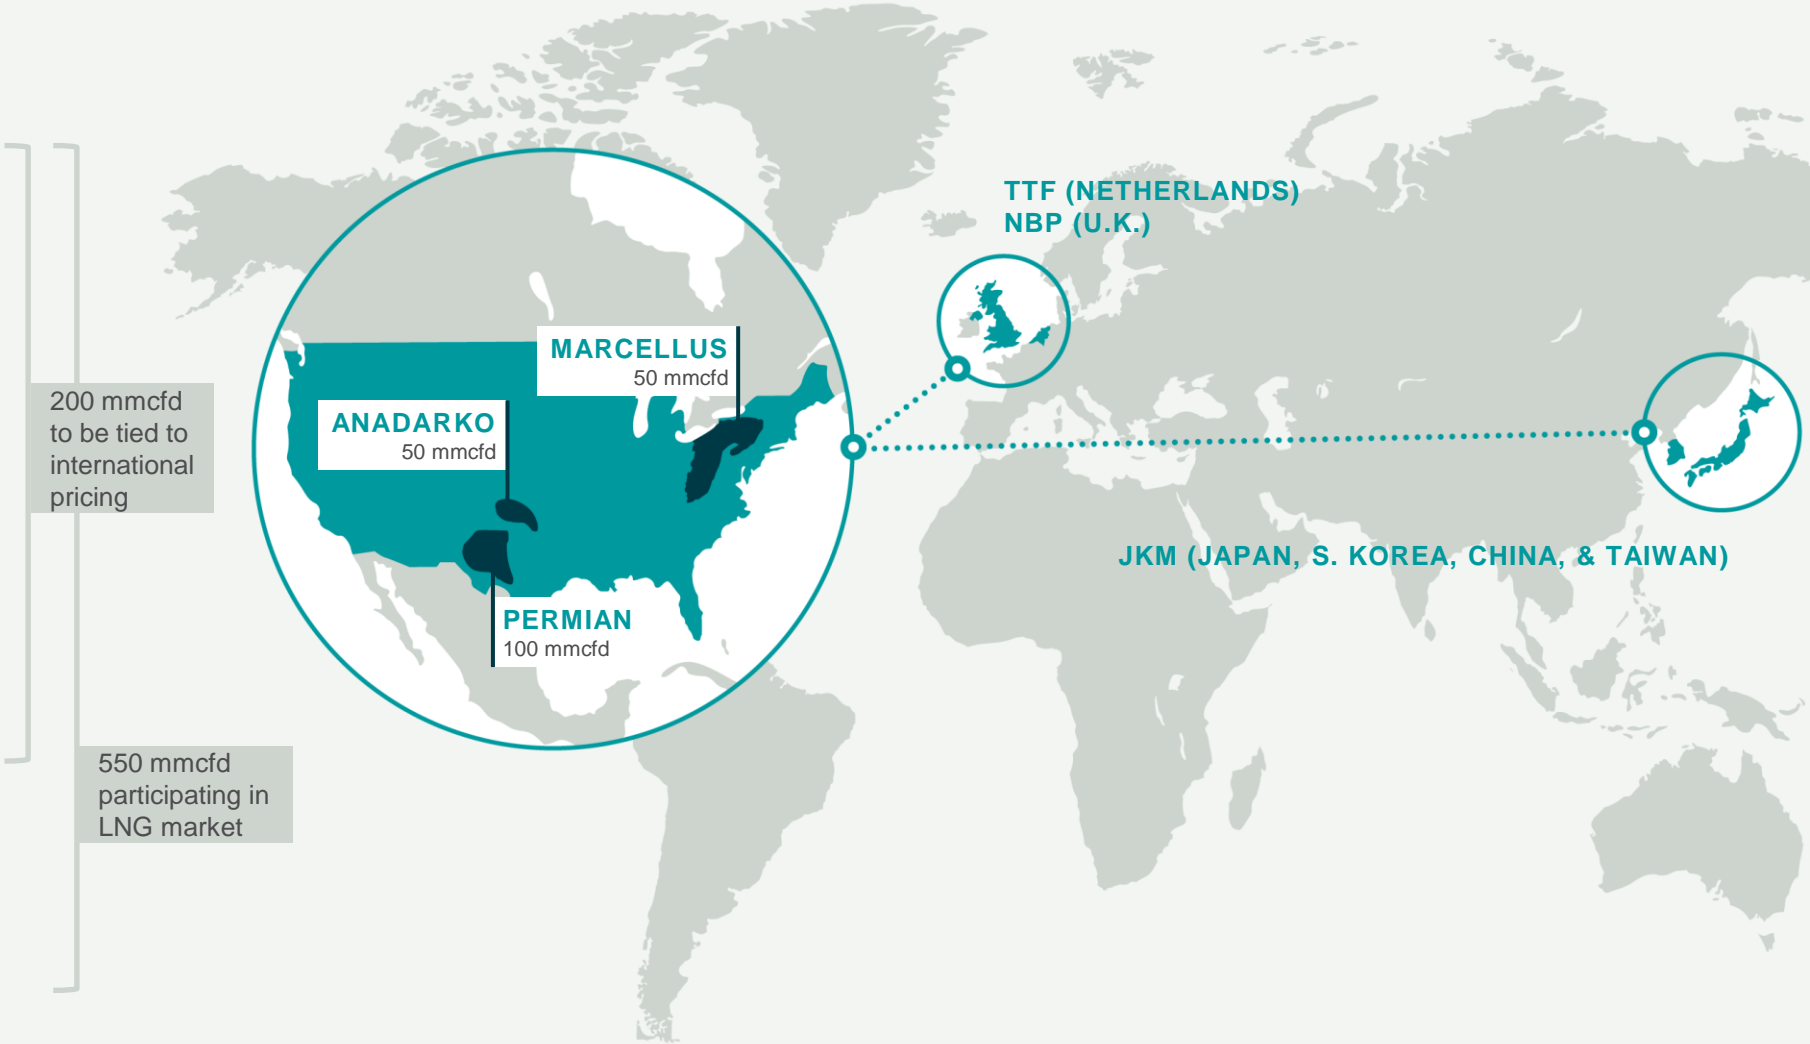 200 mmcfd
to be tied to
international
pricing
550 mmcfd
participating in
LNG market
MARCELLUS
50 mmcfd
ANADARKO
50 mmcfd
PERMIAN
100 mmcfd
TTF (NETHERLANDS)
NBP (U.K.)
JKM (JAPAN, S. KOREA, CHINA, & TAIWAN)